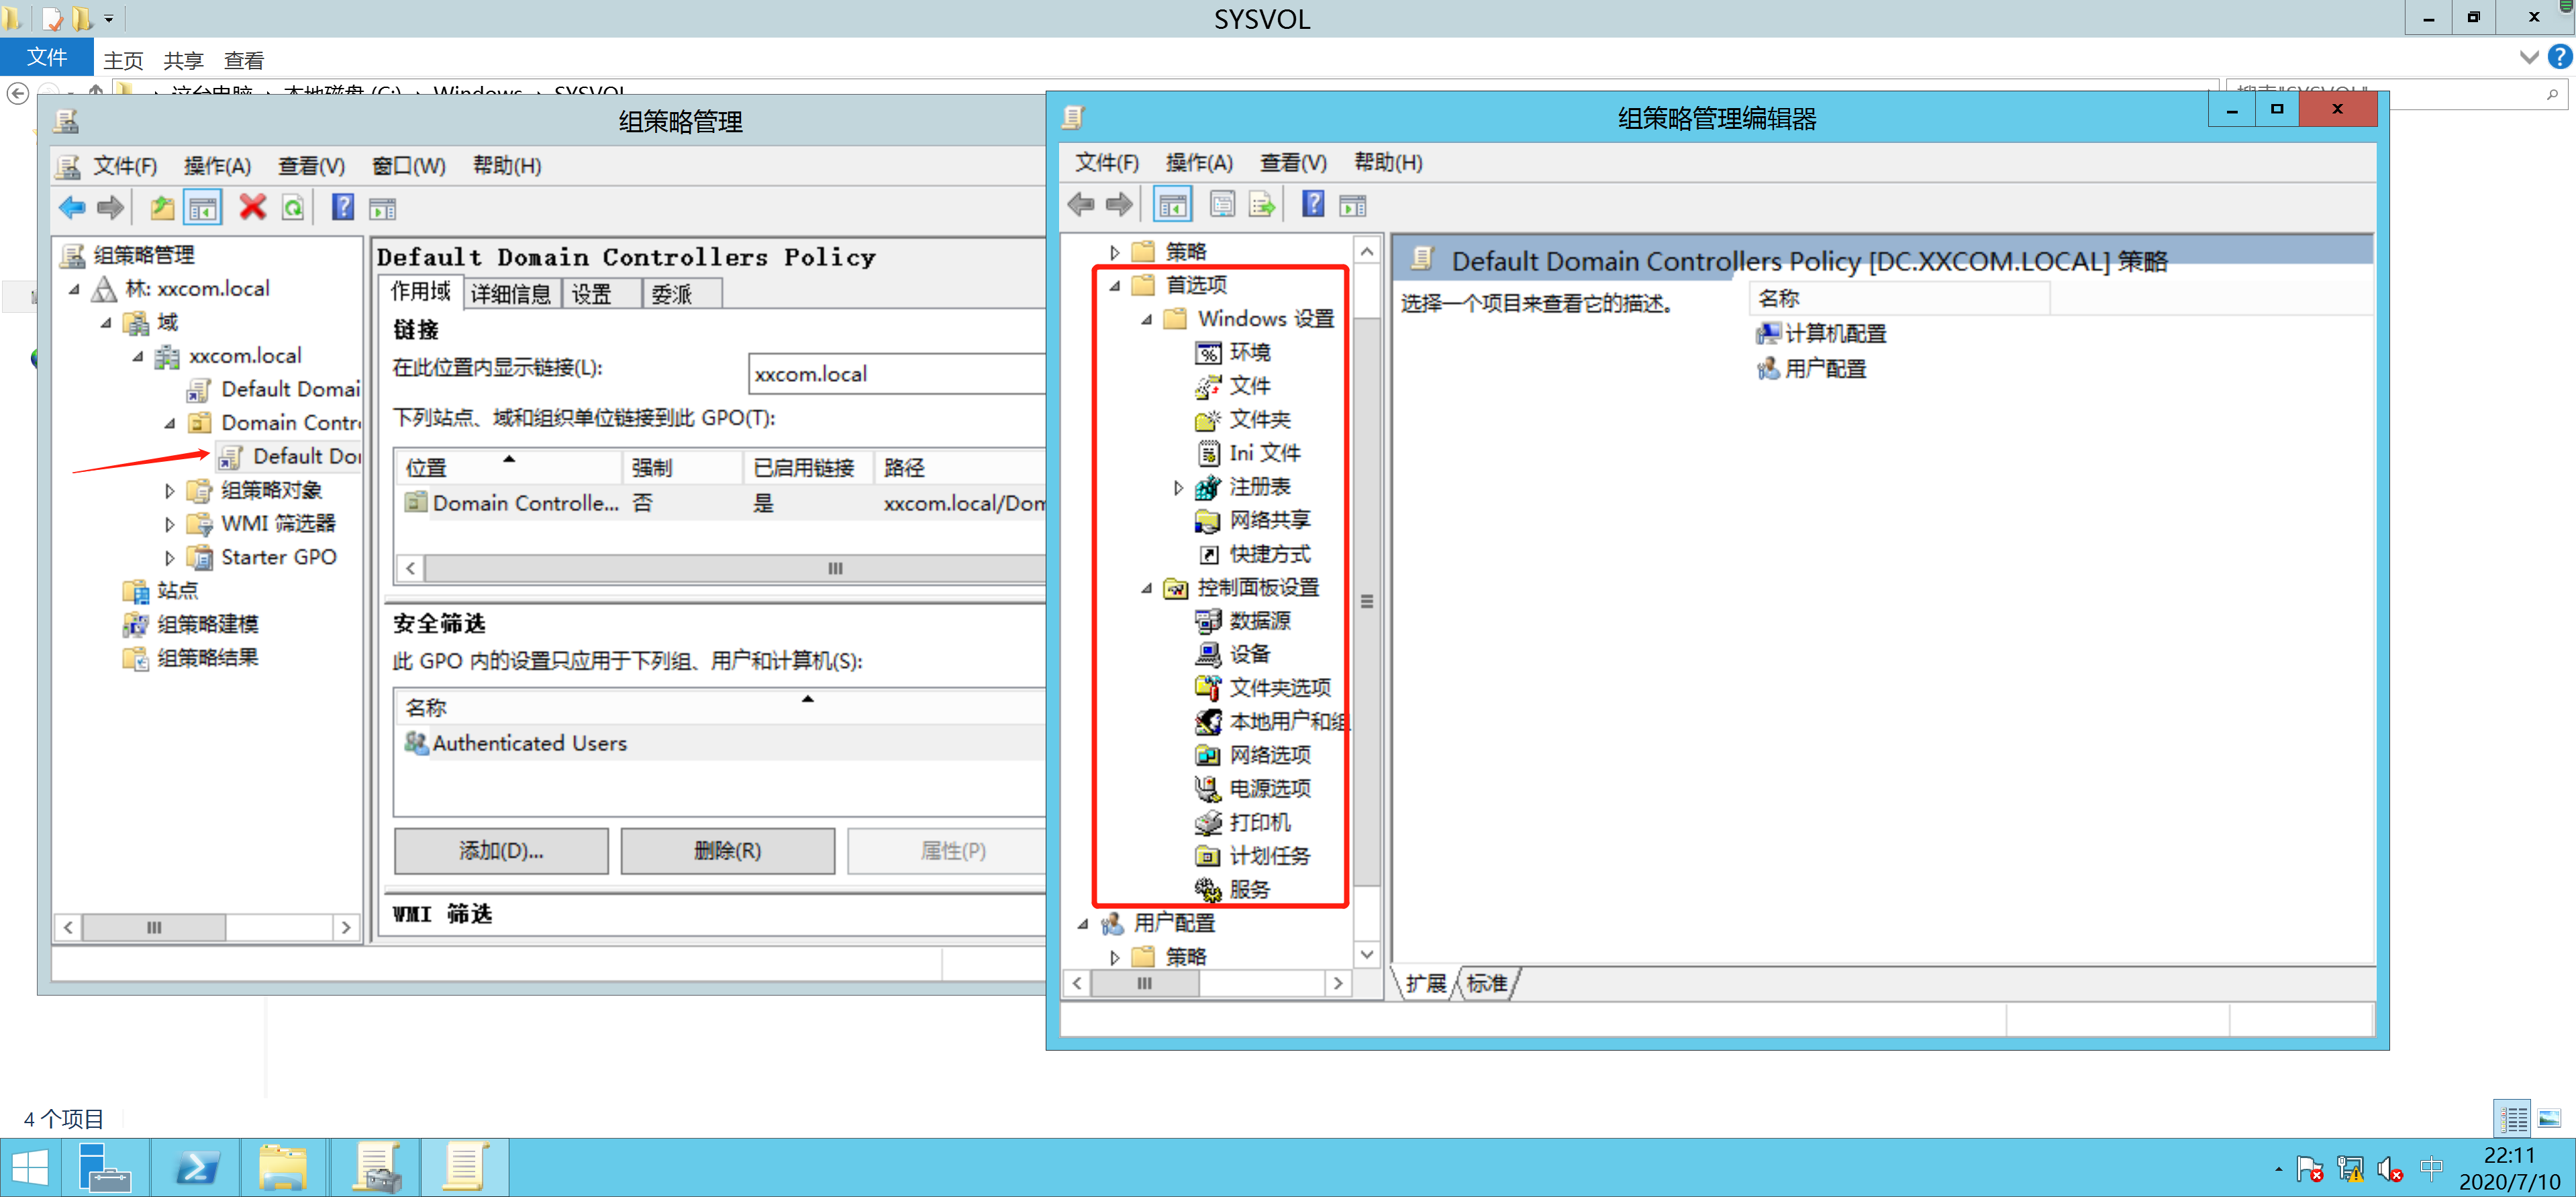 SYSVOL
文件 主页 共享 查看
这台电脑 本地磁盘 (C:) Windows SYSVOL
搜索"SYSVOL"
组策略管理
文件(F) 操作(A) 查看(V) 窗口(W) 帮助(H)
组策略管理
林: xxcom.local
域
xxcom.local
Default Domai
Domain Contr
Default Do
组策略对象
WMI 筛选器
Starter GPO
站点
组策略建模
组策略结果
Default Domain Controllers Policy
作用域 详细信息 设置 委派
链接
在此位置内显示链接(L):
xxcom.local
下列站点、域和组织单位链接到此 GPO(T):
位置 强制 已启用链接 路径
Domain Controlle... 否 是 xxcom.local/Dom
安全筛选
此 GPO 内的设置只应用于下列组、用户和计算机(S):
名称
Authenticated Users
添加(D)... 删除(R) 属性(P)
WMI 筛选
组策略管理编辑器
文件(F) 操作(A) 查看(V) 帮助(H)
策略
首选项
Windows 设置
环境
文件
文件夹
Ini 文件
注册表
网络共享
快捷方式
控制面板设置
数据源
设备
文件夹选项
本地用户和组
网络选项
电源选项
打印机
计划任务
服务
用户配置
策略
Default Domain Controllers Policy [DC.XXCOM.LOCAL] 策略
选择一个项目来查看它的描述。
名称
计算机配置
用户配置
扩展 标准
4 个项目
中
22:11
2020/7/10